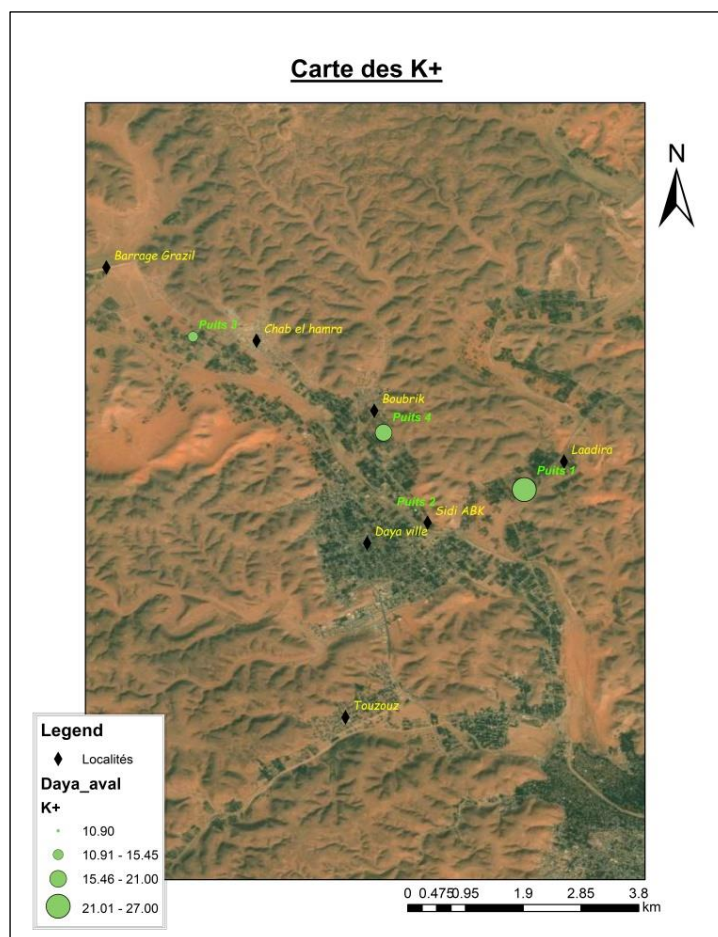 Carte des K+
N
Barrage Grazil
Puits 3
Chab el hamra
Boubrik
Puits 4
Laadira
Puits 1
Puits 2
Sidi ABK
Daya ville
Touzouz
Legend
Localités
Daya_aval
K+
10.90
10.91 - 15.45
15.46 - 21.00
21.01 - 27.00
0 0.475 0.95 1.9 2.85 3.8
km